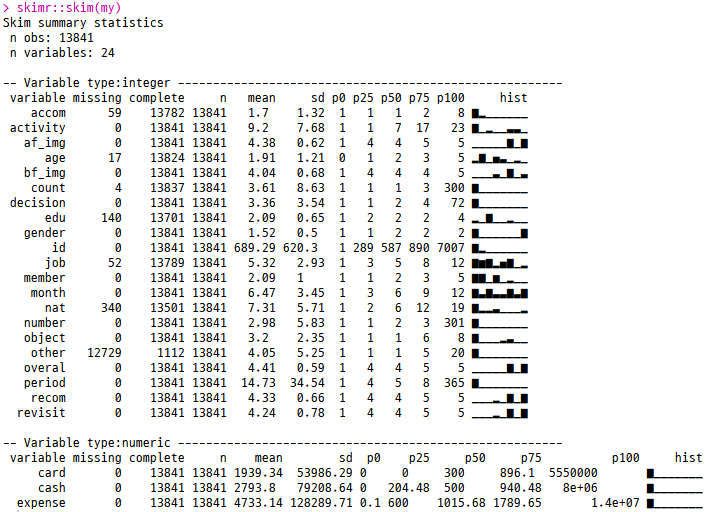 > skimr::skim(my)
Skim summary statistics
 n obs: 13841
 n variables: 24
-- Variable type:integer -------------------------------------------------------
 variable missing complete     n   mean     sd p0 p25 p50 p75 p100     hist
    accom      59    13782 13841   1.7    1.32  1   1   1   2    8 ▇▂▁▁▁▁▁▁
 activity       0    13841 13841   9.2    7.68  1   1   7  17   23 ▇▁▂▁▁▃▃▂
   af_img       0    13841 13841   4.38   0.62  1   4   4   5    5 ▁▁▁▁▁▇▁▇
      age      17    13824 13841   1.91   1.21  0   1   2   3    5 ▂▇▁▅▃▁▂▁
   bf_img       0    13841 13841   4.04   0.68  1   4   4   4    5 ▁▁▁▃▁▇▁▃
    count       4    13837 13841   3.61   8.63  1   1   1   3  300 ▇▁▁▁▁▁▁▁
 decision       0    13841 13841   3.36   3.54  1   1   2   4   72 ▇▁▁▁▁▁▁▁
      edu     140    13701 13841   2.09   0.65  1   2   2   2    4 ▂▁▇▁▁▂▁▁
   gender       0    13841 13841   1.52   0.5   1   1   2   2    2 ▇▁▁▁▁▁▁▇
       id       0    13841 13841 689.29 620.3   1 289 587 890 7007 ▇▂▁▁▁▁▁▁
      job      52    13789 13841   5.32   2.93  1   3   5   8   12 ▇▇▇▂▅▇▁▂
   member       0    13841 13841   2.09   1     1   1   2   3    5 ▇▇▁▅▁▂▁▁
    month       0    13841 13841   6.47   3.45  1   3   6   9   12 ▇▃▇▃▃▇▃▇
      nat     340    13501 13841   7.31   5.71  1   2   6  12   19 ▇▂▂▃▁▁▁▂
   number       0    13841 13841   2.98   5.83  1   1   2   3  301 ▇▁▁▁▁▁▁▁
   object       0    13841 13841   3.2    2.35  1   1   1   6    8 ▇▁▁▁▂▃▁▁
    other   12729     1112 13841   4.05   5.25  1   1   1   5   20 ▇▁▁▁▁▁▁▁
   overal       0    13841 13841   4.41   0.59  1   4   4   5    5 ▁▁▁▁▁▇▁▇
   period       0    13841 13841  14.73  34.54  1   4   5   8  365 ▇▁▁▁▁▁▁▁
    recom       0    13841 13841   4.33   0.66  1   4   4   5    5 ▁▁▁▂▁▇▁▇
  revisit       0    13841 13841   4.24   0.78  1   4   4   5    5 ▁▁▁▂▁▇▁▇
-- Variable type:numeric -------------------------------------------------------
 variable missing complete     n    mean        sd  p0    p25     p50     p75          p100     hist
     card       0    13841 13841 1939.34  53986.29 0     0     300     896.1  5550000       ▇▁▁▁▁▁▁▁
     cash       0    13841 13841 2793.8   79208.64 0   204.48  500     940.48   8e+06       ▇▁▁▁▁▁▁▁
  expense       0    13841 13841 4733.14 128289.71 0.1 600    1015.68 1789.65       1.4e+07 ▇▁▁▁▁▁▁▁